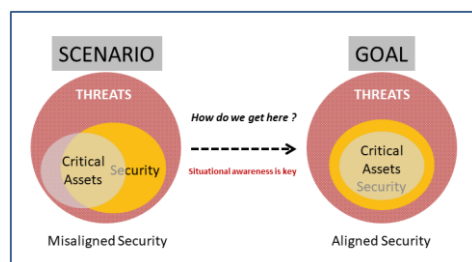 SCENARIO
GOAL
THREATS
THREATS
How do we get here ?
Critical
Assets
Security
Situational awareness is key
Critical
Assets
Security
Misaligned Security
Aligned Security